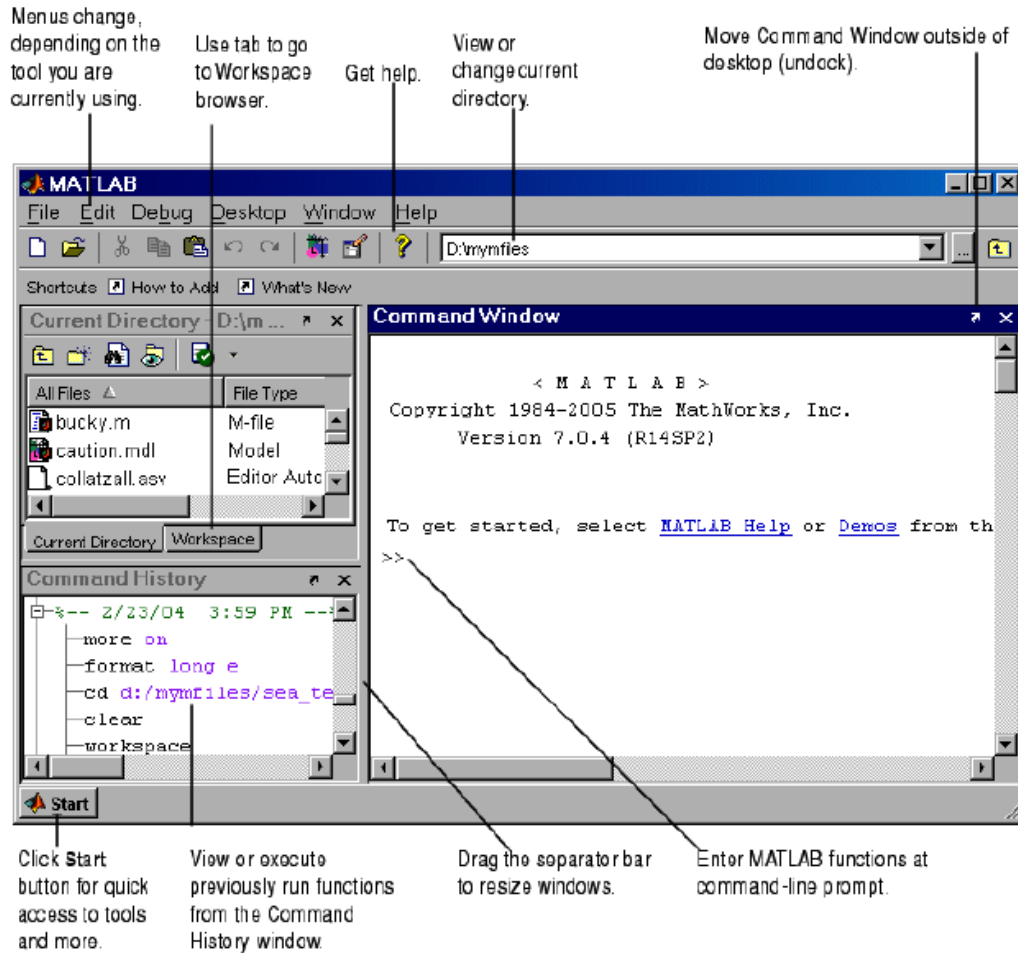 Menus change,
depending on the
tool you are
currently using.
Use tab to go
to Workspace
browser.
Get help.
View or
change current
directory.
Move Command Window outside of
desktop (undock).
MATLAB
File Edit Debug Desktop Window Help
D:\mymfiles
...
Shortcuts How to Add What's New
Current Directory - D:\m ...
All Files File Type
bucky.m M-file
caution.mdl Model
collatzall.asv Editor Auto
Current Directory Workspace
Command History
%-- 2/23/04 3:59 PM --%
more on
format long e
cd d:/mymfiles/sea_te
clear
workspace
Start
Command Window
< M A T L A B >
Copyright 1984-2005 The MathWorks, Inc.
Version 7.0.4 (R14SP2)
To get started, select MATLAB Help or Demos from th
>>
Click Start
button for quick
access to tools
and more.
View or execute
previously run functions
from the Command
History window.
Drag the separator bar
to resize windows.
Enter MATLAB functions at
command-line prompt.